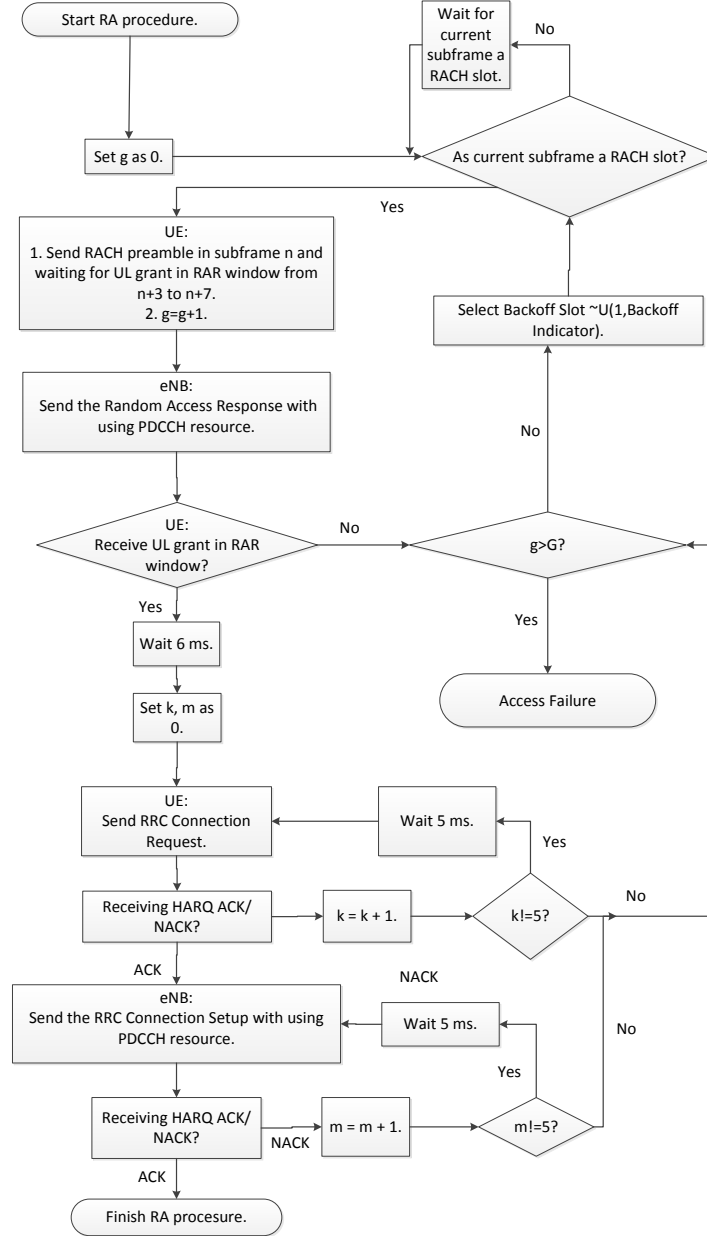 Start RA procedure.
Wait for
current
subframe a
RACH slot.
No
Set g as 0.
As current subframe a RACH slot?
Yes
UE:
1. Send RACH preamble in subframe n and
waiting for UL grant in RAR window from
n+3 to n+7.
2. g=g+1.
Select Backoff Slot ~U(1,Backoff
Indicator).
eNB:
Send the Random Access Response with
using PDCCH resource.
No
UE:
Receive UL grant in RAR
window?
No
g>G?
Yes
Yes
Wait 6 ms.
Access Failure
Set k, m as
0.
UE:
Send RRC Connection
Request.
Wait 5 ms.
Yes
Receiving HARQ ACK/
NACK?
k = k + 1.
k!=5?
No
ACK
NACK
eNB:
Send the RRC Connection Setup with using
PDCCH resource.
Wait 5 ms.
No
Yes
Receiving HARQ ACK/
NACK?
NACK
m = m + 1.
m!=5?
ACK
Finish RA procesure.